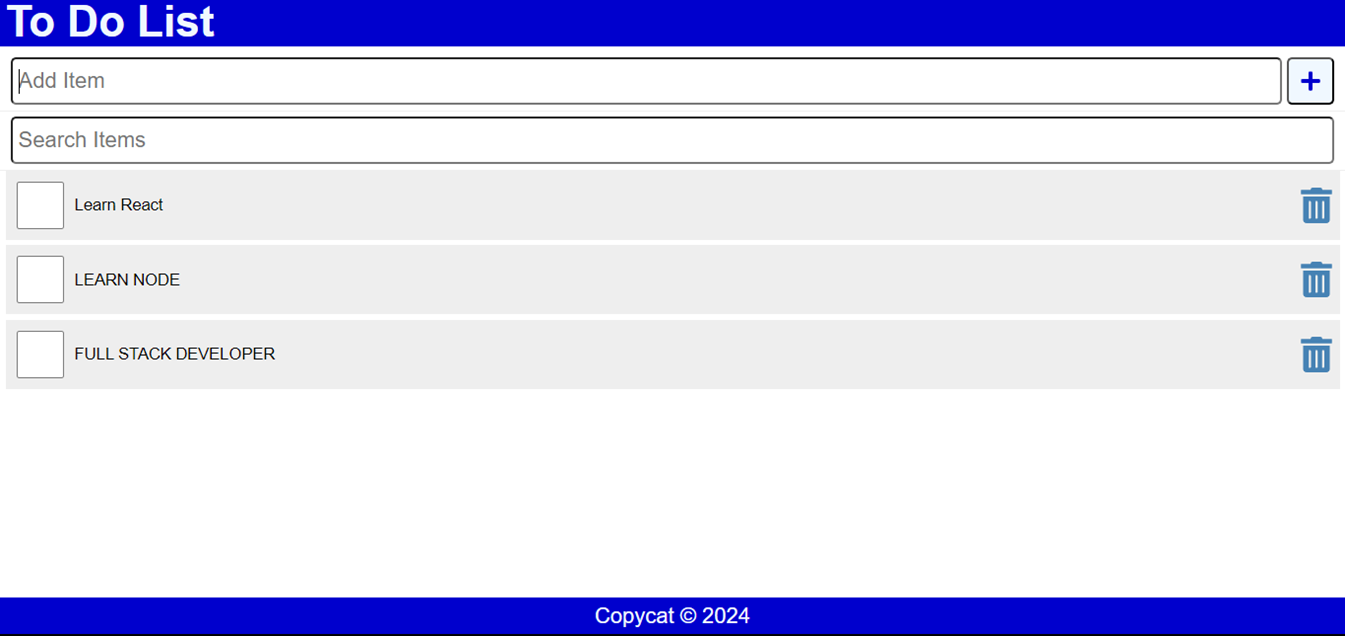 To Do List
Add Item
+
Search Items
Learn React
LEARN NODE
FULL STACK DEVELOPER
Copycat © 2024